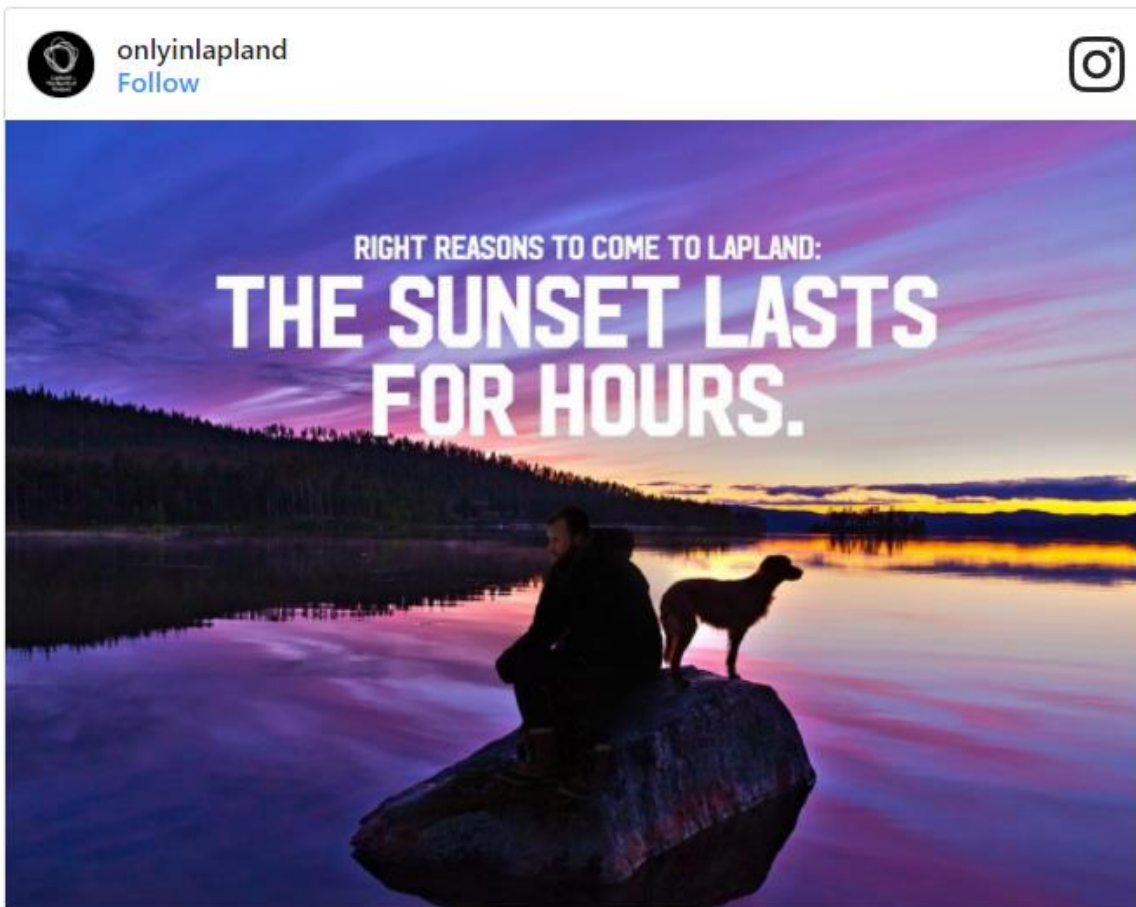 onlyinlapland
Follow
RIGHT REASONS TO COME TO LAPLAND:
THE SUNSET LASTS
FOR HOURS.